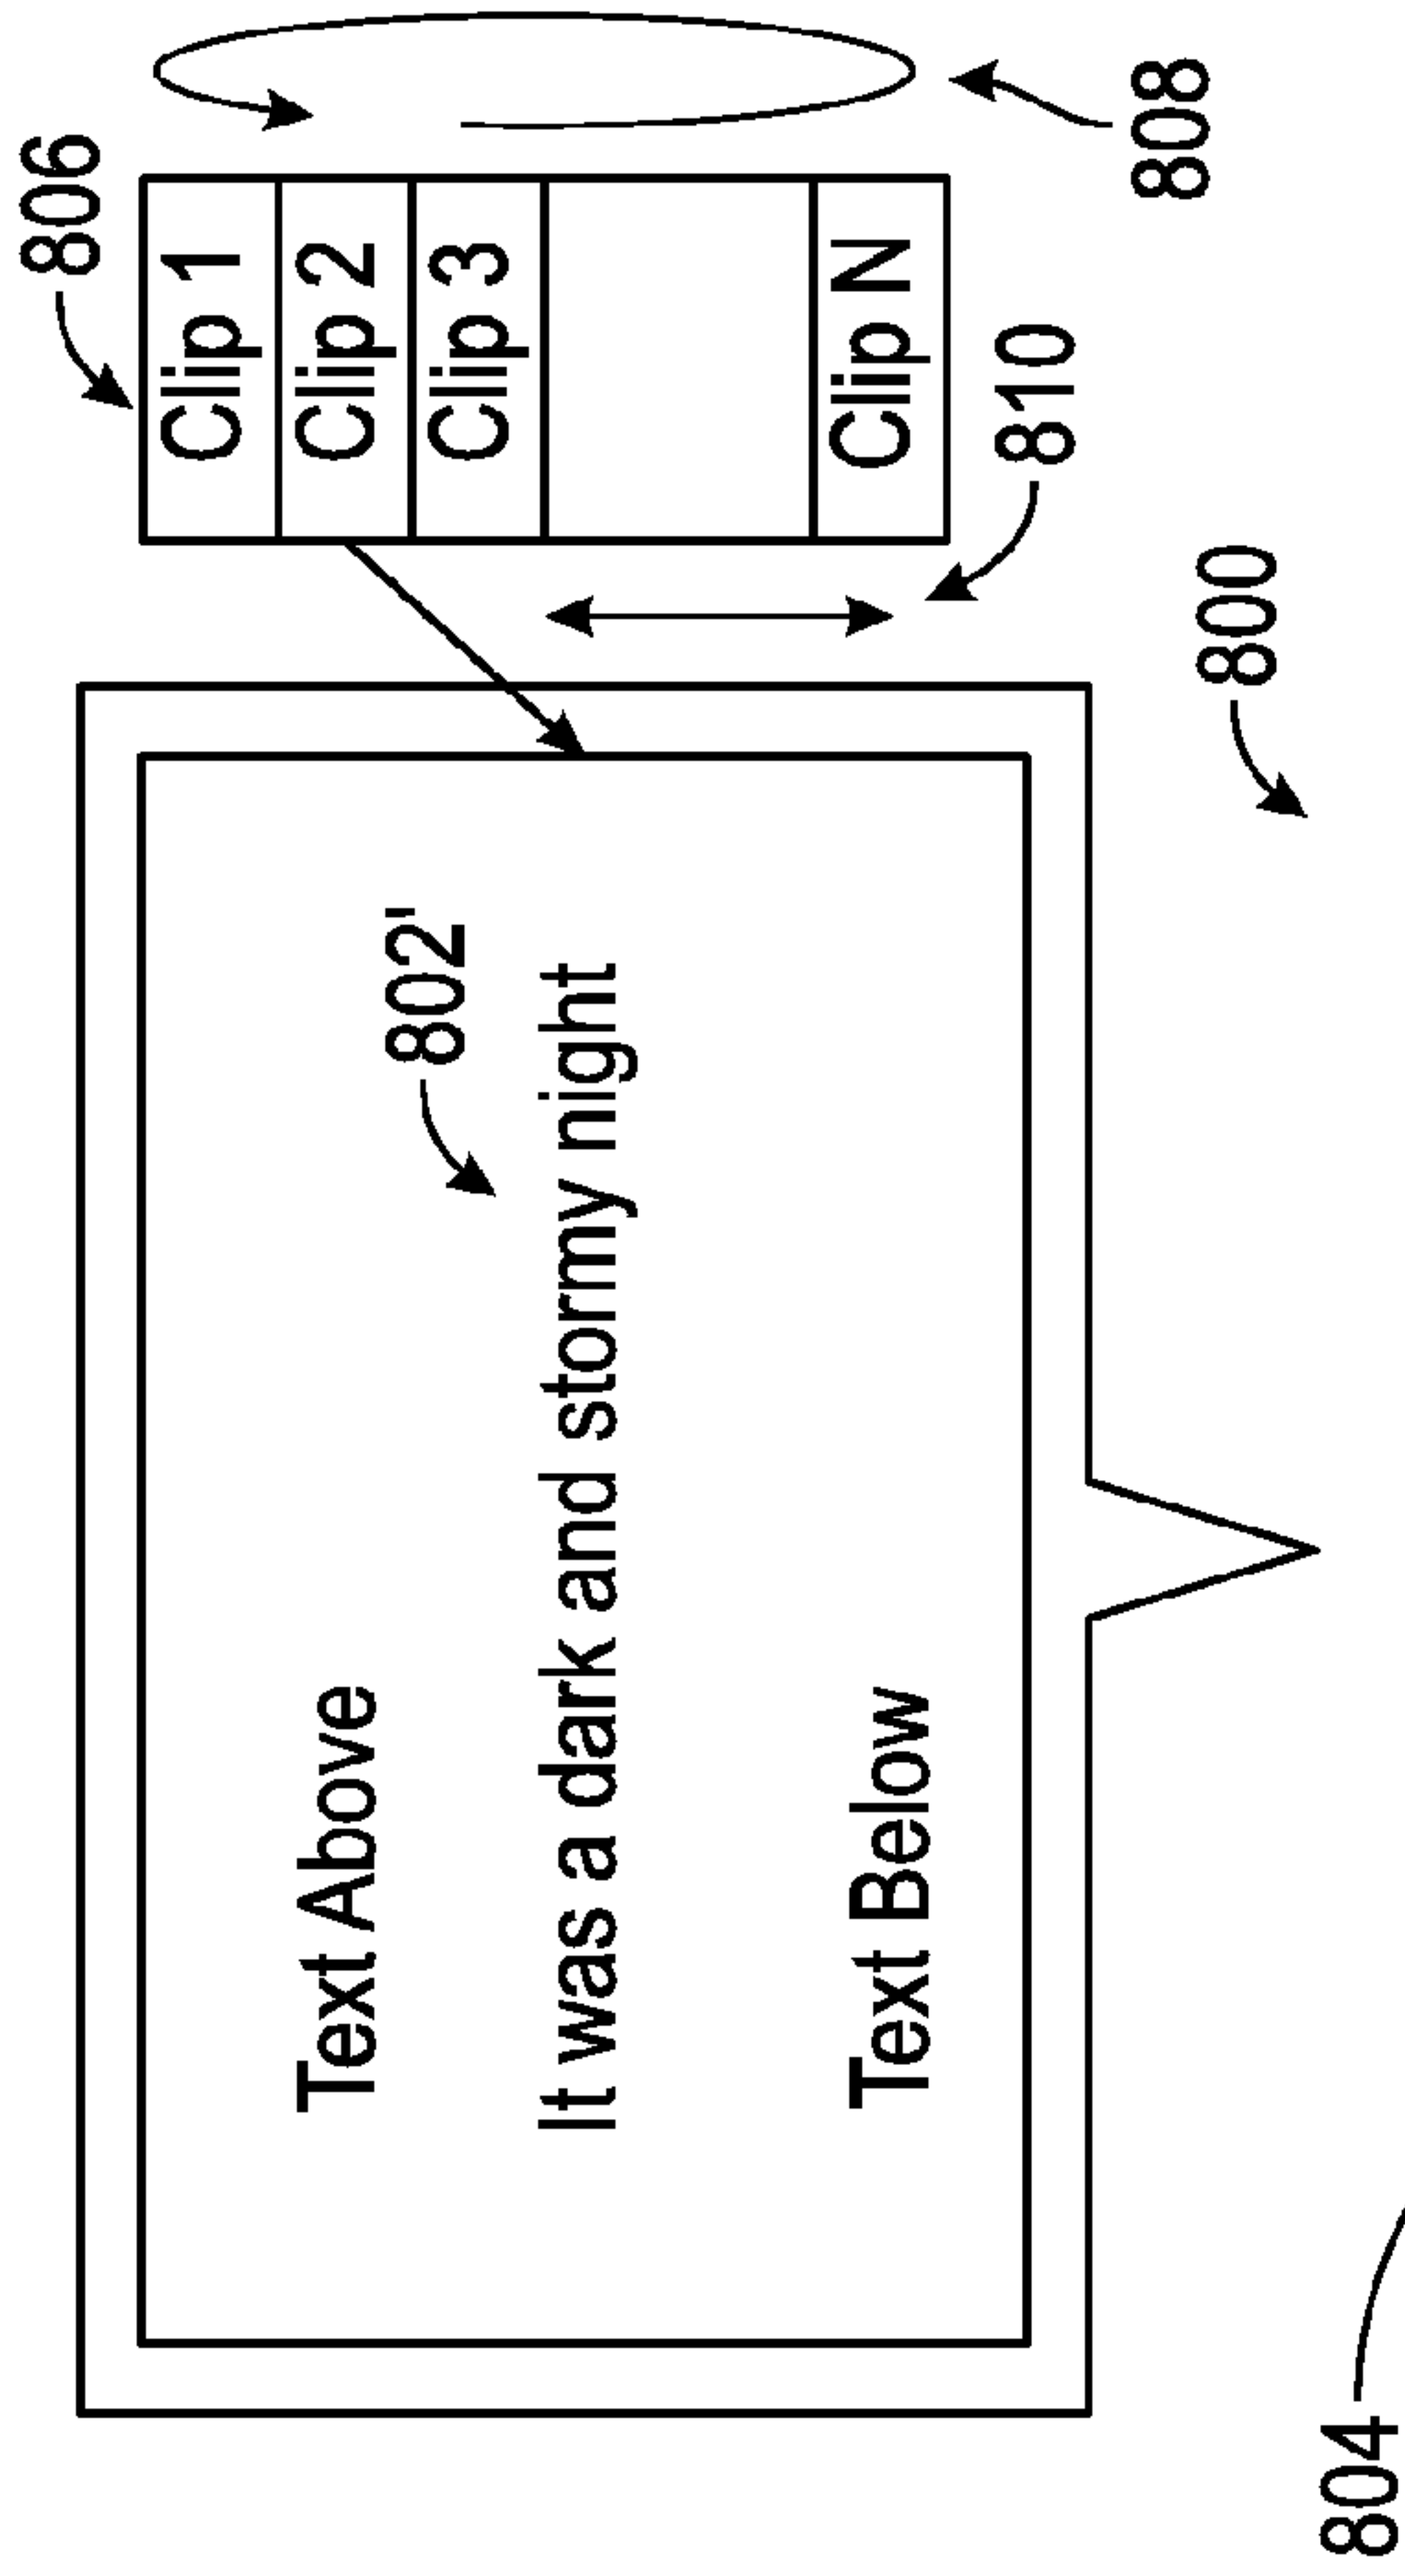 806
Clip 1
Clip 2
Clip 3
Clip N
808
810
802'
Text Above
It was a dark and stormy night
Text Below
800
804